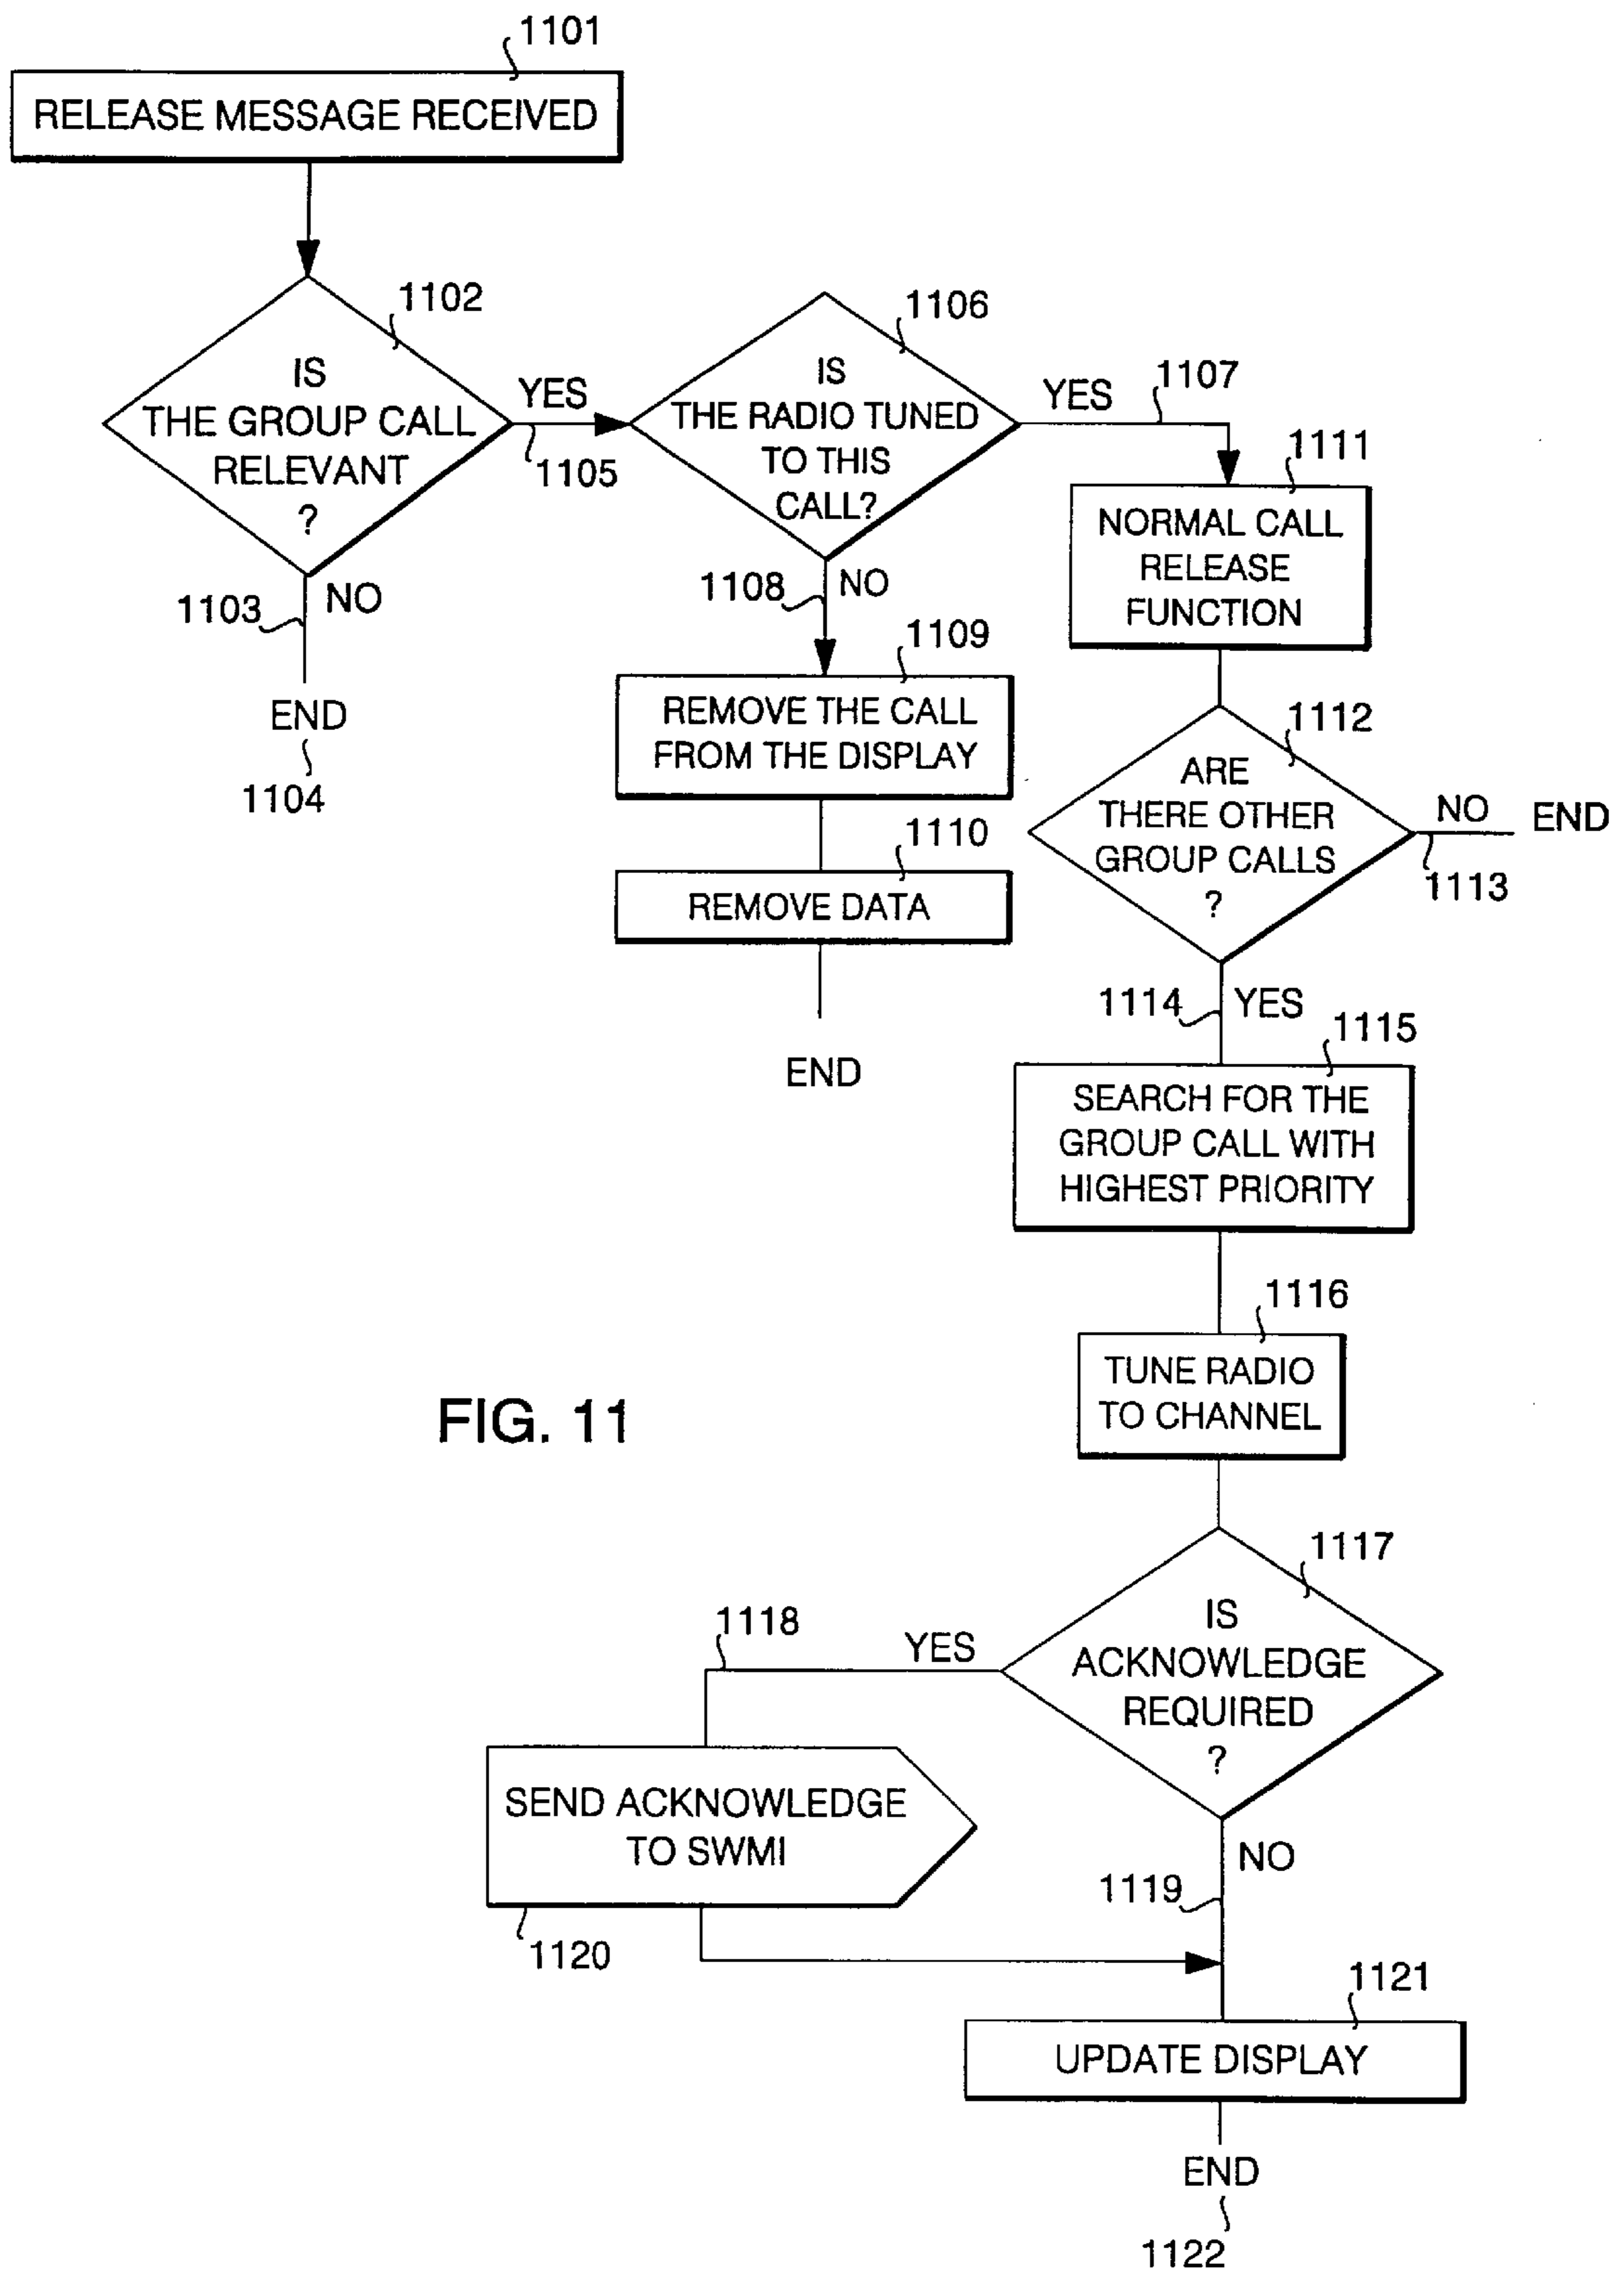 1101
RELEASE MESSAGE RECEIVED
1102
IS
THE GROUP CALL
RELEVANT
?
YES
1105
1103
NO
END
1104
1106
IS
THE RADIO TUNED
TO THIS
CALL?
YES
1107
1108
NO
1109
REMOVE THE CALL
FROM THE DISPLAY
1110
REMOVE DATA
END
1111
NORMAL CALL
RELEASE
FUNCTION
1112
ARE
THERE OTHER
GROUP CALLS
?
NO
END
1113
1114
YES
1115
SEARCH FOR THE
GROUP CALL WITH
HIGHEST PRIORITY
1116
TUNE RADIO
TO CHANNEL
FIG. 11
1117
IS
ACKNOWLEDGE
REQUIRED
?
1118
YES
SEND ACKNOWLEDGE
TO SWMI
1120
NO
1119
1121
UPDATE DISPLAY
END
1122